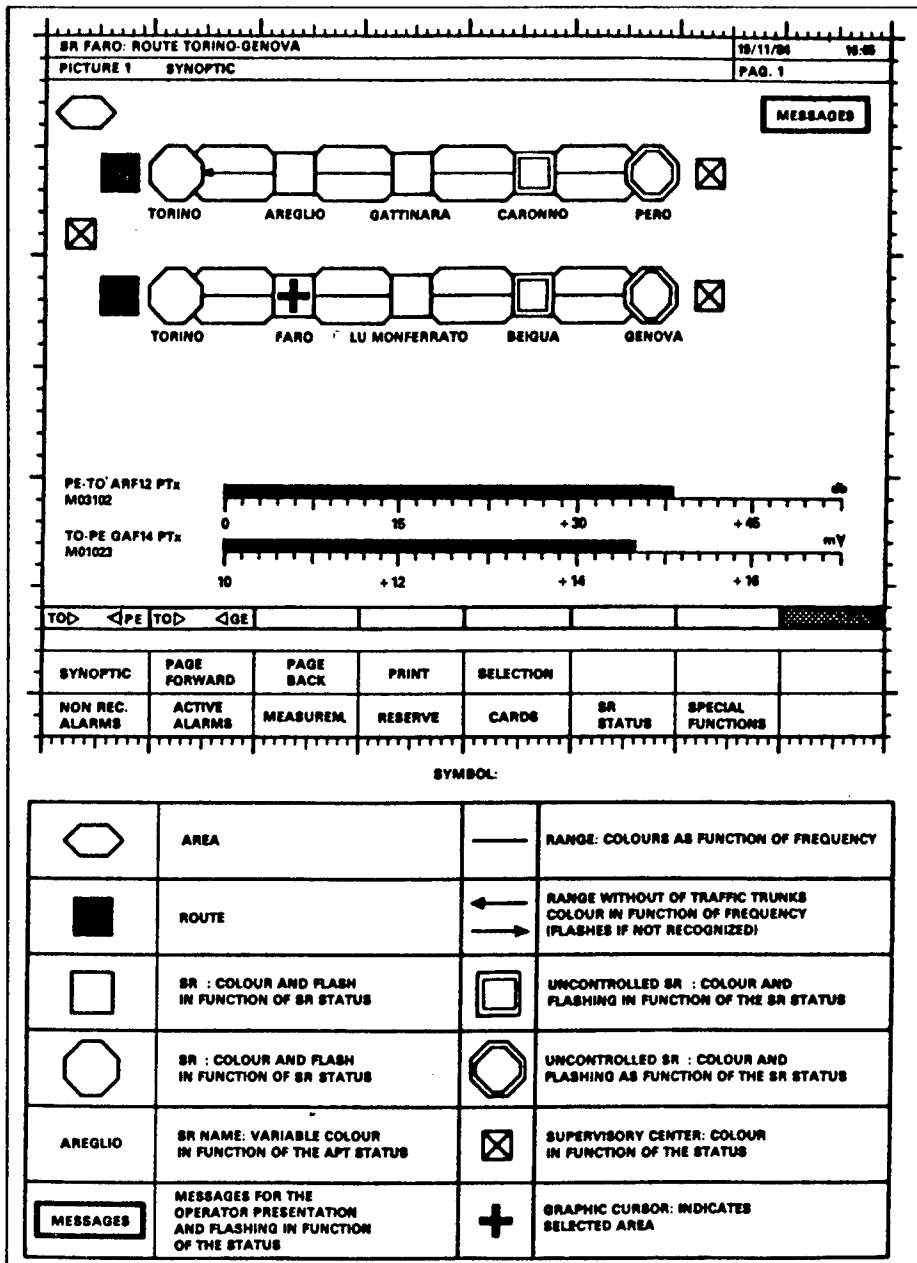 SR FARO: ROUTE TORINO-GENOVA
19/11/84 16:05
PICTURE 1 SYNOPTIC
PAG. 1
MESSAGES
TORINO AREGLIO GATTINARA CARONNO PERO
TORINO FARO LU MONFERRATO BEIGUA GENOVA
PE-TO ARF12 PTx
M03102
db
0 15 +30 +45
TO-PE GAF14 PTx
M01023
mV
10 +12 +14 +16
TO▷ ◁PE TO▷ ◁GE
SYNOPTIC
PAGE
FORWARD
PAGE
BACK
PRINT
SELECTION
NON REC.
ALARMS
ACTIVE
ALARMS
MEASUREM.
RESERVE
CARDS
SR
STATUS
SPECIAL
FUNCTIONS
SYMBOL:
AREA
RANGE: COLOURS AS FUNCTION OF FREQUENCY
ROUTE
RANGE WITHOUT OF TRAFFIC TRUNKS
COLOUR IN FUNCTION OF FREQUENCY
(FLASHES IF NOT RECOGNIZED)
SR : COLOUR AND FLASH
IN FUNCTION OF SR STATUS
UNCONTROLLED SR : COLOUR AND
FLASHING IN FUNCTION OF THE SR STATUS
SR : COLOUR AND FLASH
IN FUNCTION OF SR STATUS
UNCONTROLLED SR : COLOUR AND
FLASHING AS FUNCTION OF THE SR STATUS
AREGLIO
SR NAME: VARIABLE COLOUR
IN FUNCTION OF THE APT STATUS
SUPERVISORY CENTER: COLOUR
IN FUNCTION OF THE STATUS
MESSAGES
MESSAGES FOR THE
OPERATOR PRESENTATION
AND FLASHING IN FUNCTION
OF THE STATUS
GRAPHIC CURSOR: INDICATES
SELECTED AREA